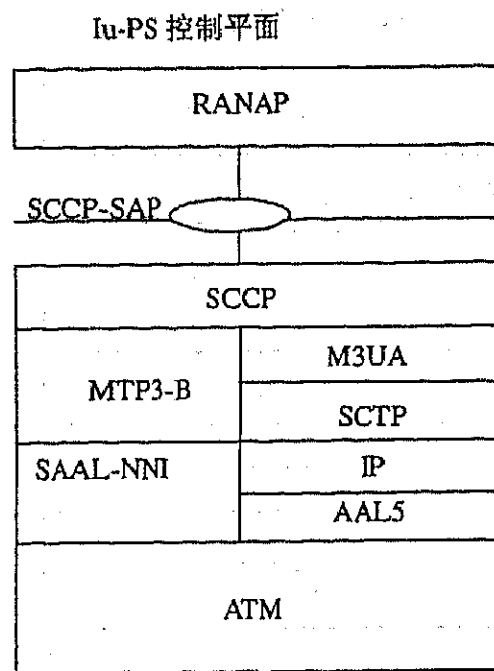 Iu-PS 控制平面
RANAP
SCCP-SAP
SCCP
MTP3-B
M3UA
SCTP
SAAL-NNI
IP
AAL5
ATM